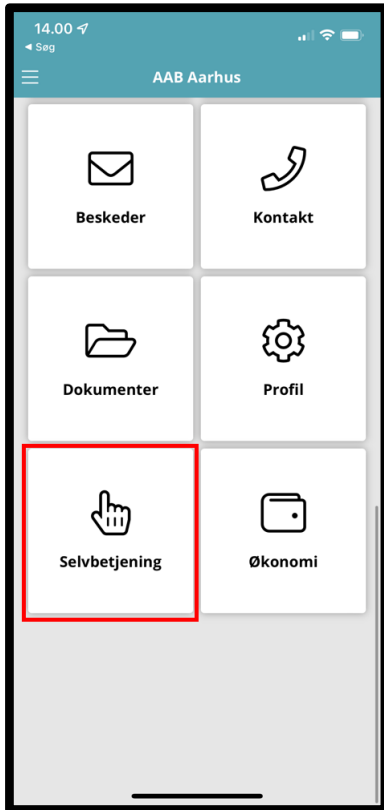 14.00
◀ Søg
AAB Aarhus
Beskeder
Kontakt
Dokumenter
Profil
Selvbetjening
Økonomi